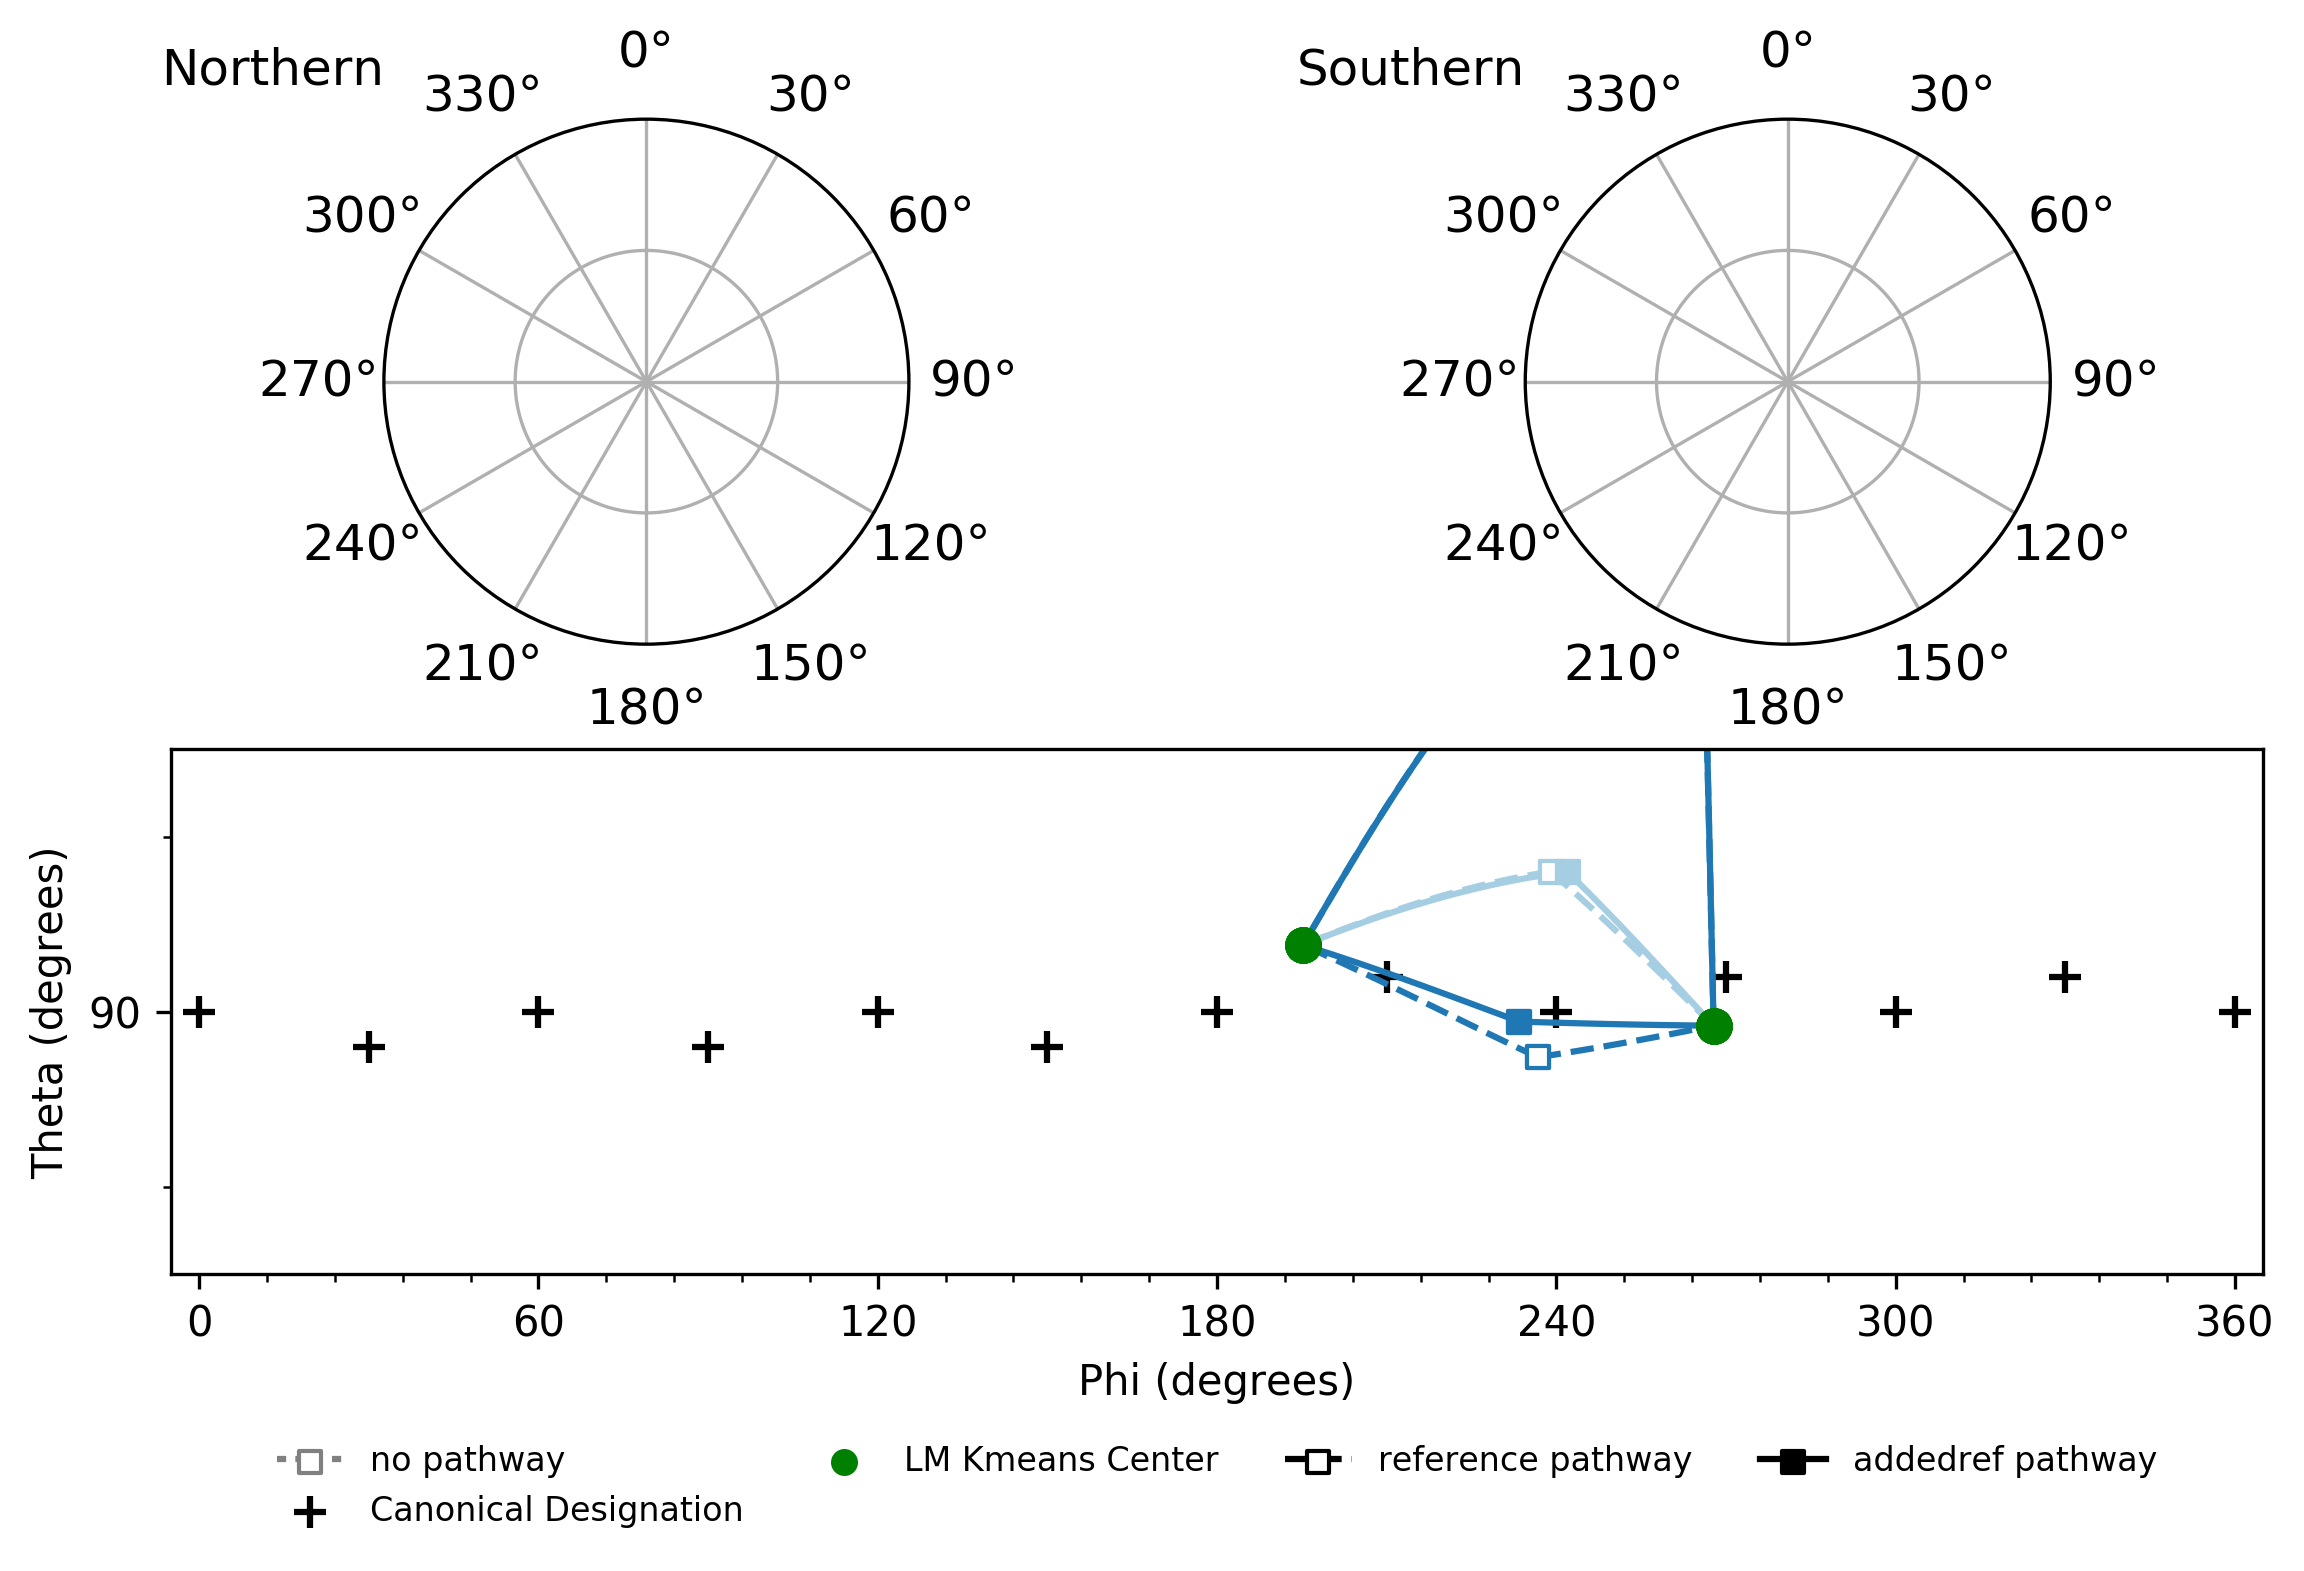 Northern
0°
330°
30°
300°
60°
270°
90°
240°
120°
210°
150°
180°
Southern
0°
330°
30°
300°
60°
270°
90°
240°
120°
210°
150°
180°
Theta (degrees)
90
0 60 120 180 240 300 360
Phi (degrees)
no pathway
Canonical Designation
LM Kmeans Center
reference pathway
addedref pathway